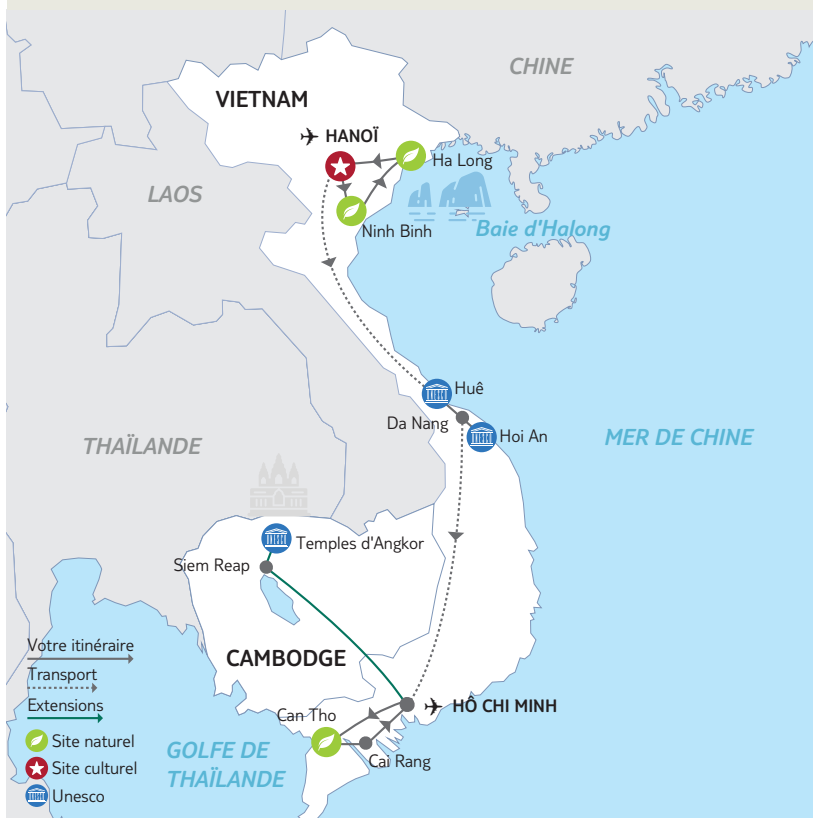 CHINE
VIETNAM
HANOÏ
Ha Long
LAOS
Baie d'Halong
Ninh Binh
Huê
Da Nang
Hoi An
MER DE CHINE
THAÏLANDE
Temples d'Angkor
Siem Reap
CAMBODGE
Votre itinéraire
Transport
Extensions
Site naturel
Site culturel
Unesco
Can Tho
HÔ CHI MINH
Cai Rang
GOLFE DE
THAÏLANDE